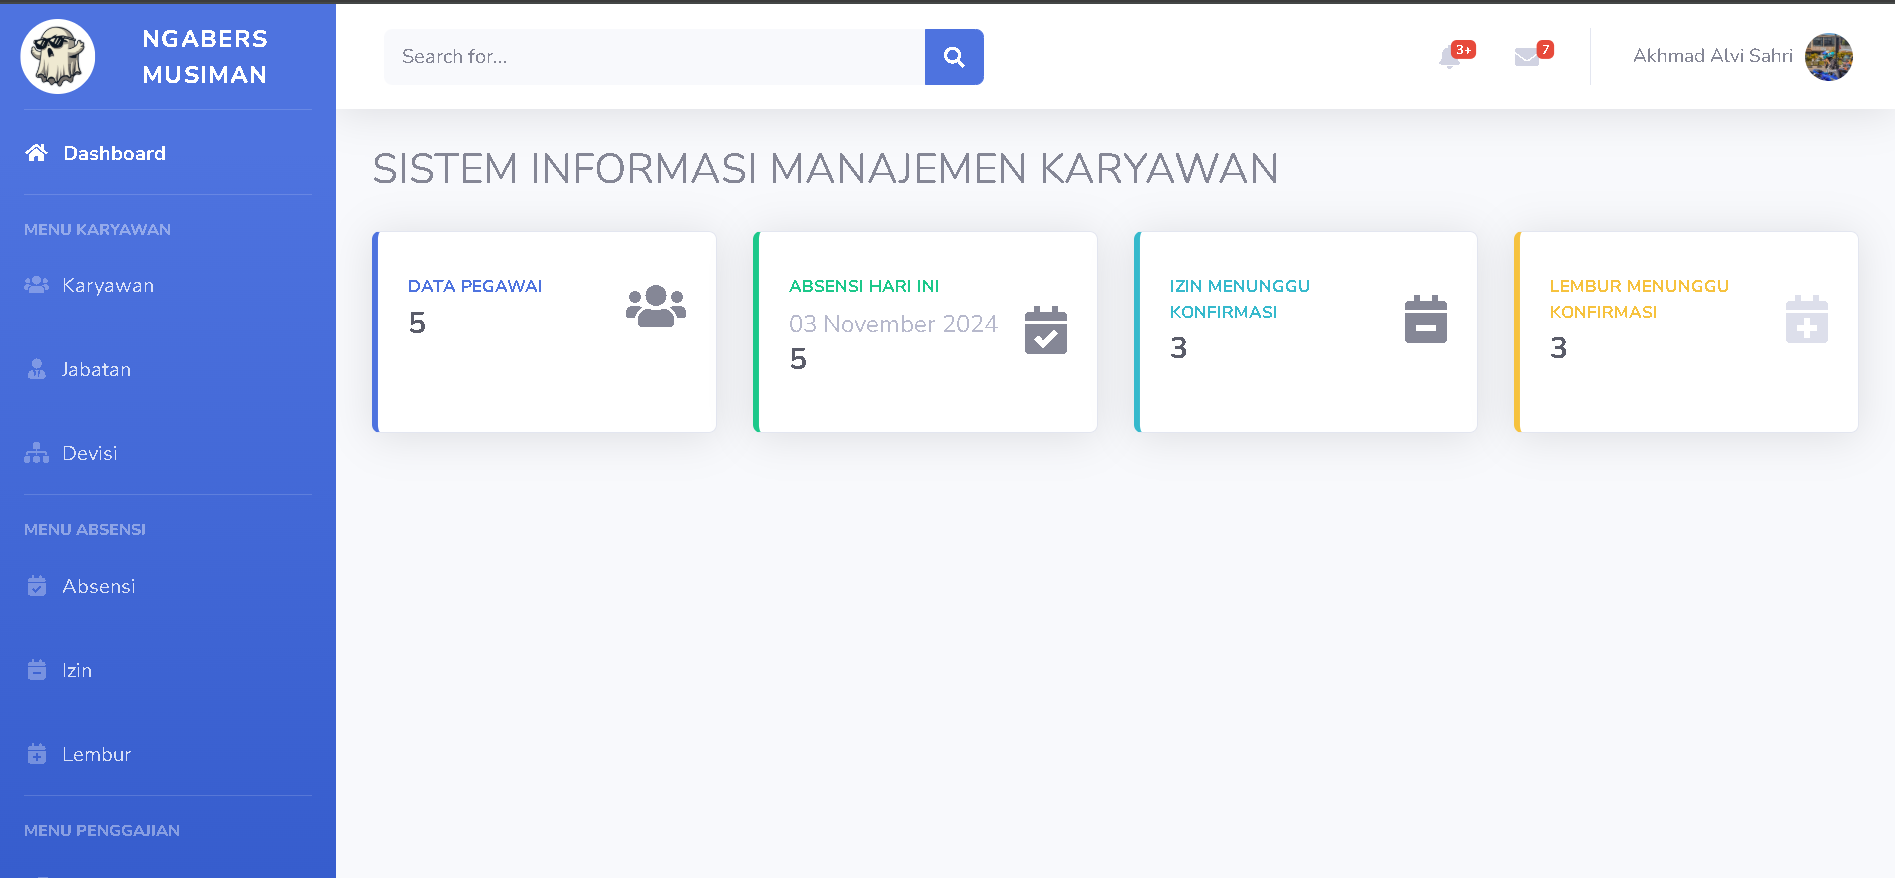 NGABERS
MUSIMAN
Search for...
3+
7
Akhmad Alvi Sahri
Dashboard
MENU KARYAWAN
Karyawan
Jabatan
Devisi
MENU ABSENSI
Absensi
Izin
Lembur
MENU PENGGAJIAN
SISTEM INFORMASI MANAJEMEN KARYAWAN
DATA PEGAWAI
5
ABSENSI HARI INI
03 November 2024
5
IZIN MENUNGGU
KONFIRMASI
3
LEMBUR MENUNGGU
KONFIRMASI
3